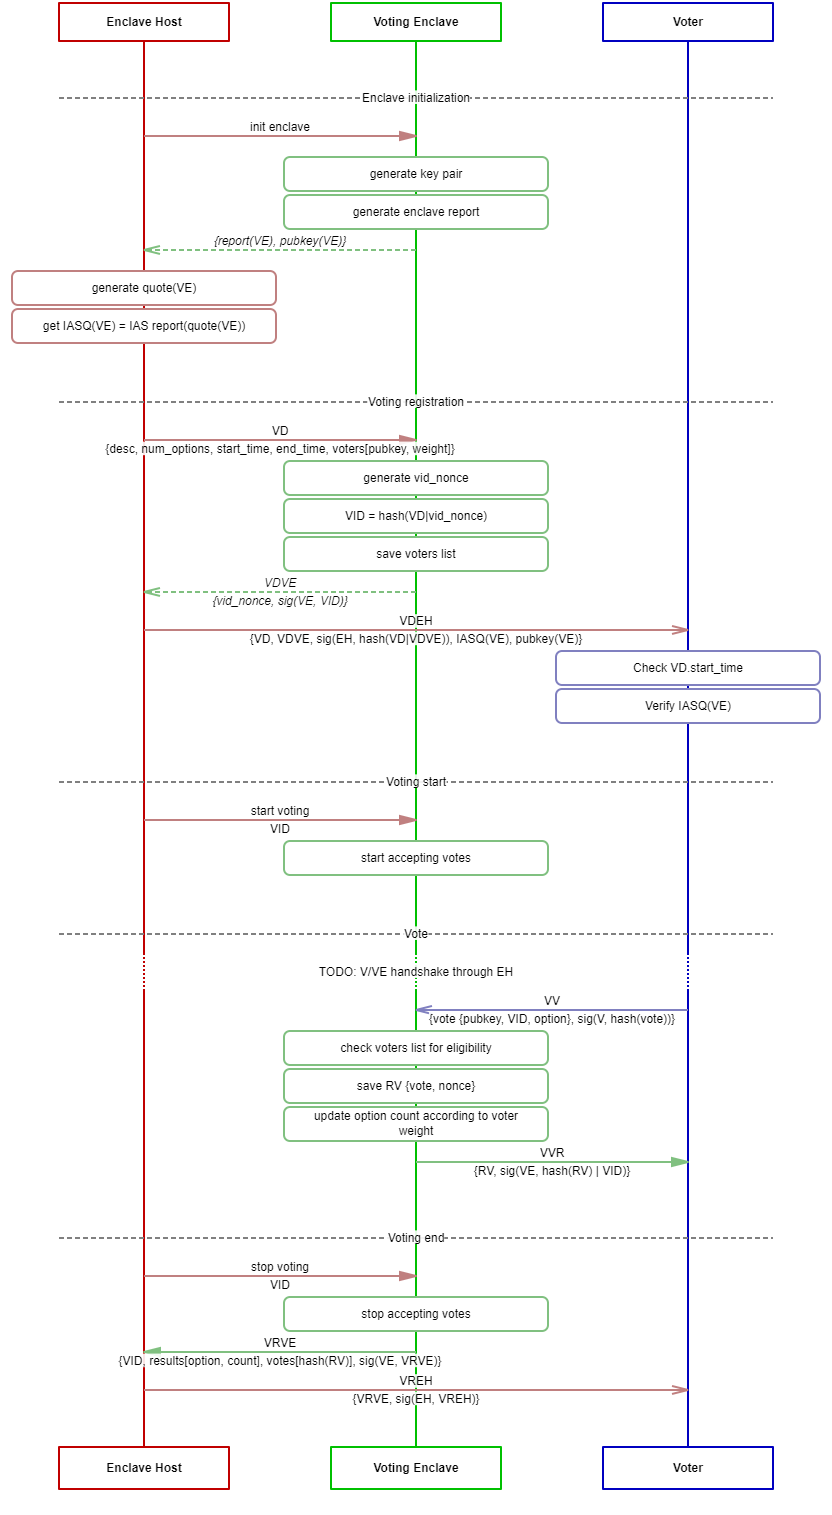 Enclave Host
Voting Enclave
Voter
Enclave initialization
init enclave
generate key pair
generate enclave report
{report(VE), pubkey(VE)}
generate quote(VE)
get IASQ(VE) = IAS report(quote(VE))
Voting registration
VD
{desc, num_options, start_time, end_time, voters[pubkey, weight]}
generate vid_nonce
VID = hash(VD|vid_nonce)
save voters list
VDVE
{vid_nonce, sig(VE, VID)}
VDEH
{VD, VDVE, sig(EH, hash(VD|VDVE)), IASQ(VE), pubkey(VE)}
Check VD.start_time
Verify IASQ(VE)
Voting start
start voting
VID
start accepting votes
Vote
TODO: V/VE handshake through EH
VV
{vote {pubkey, VID, option}, sig(V, hash(vote))}
check voters list for eligibility
save RV {vote, nonce}
update option count according to voter
weight
VVR
{RV, sig(VE, hash(RV) | VID)}
Voting end
stop voting
VID
stop accepting votes
VRVE
{VID, results[option, count], votes[hash(RV)], sig(VE, VRVE)}
VREH
{VRVE, sig(EH, VREH)}
Enclave Host
Voting Enclave
Voter